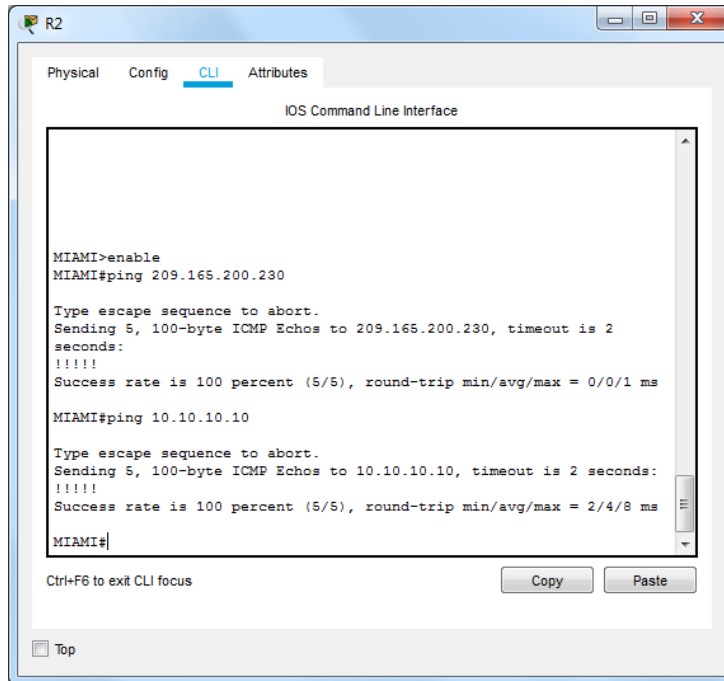 R2
Physical Config CLI Attributes
IOS Command Line Interface
MIAMI>enable
MIAMI#ping 209.165.200.230
Type escape sequence to abort.
Sending 5, 100-byte ICMP Echos to 209.165.200.230, timeout is 2
seconds:
!!!!!
Success rate is 100 percent (5/5), round-trip min/avg/max = 0/0/1 ms
MIAMI#ping 10.10.10.10
Type escape sequence to abort.
Sending 5, 100-byte ICMP Echos to 10.10.10.10, timeout is 2 seconds:
!!!!!
Success rate is 100 percent (5/5), round-trip min/avg/max = 2/4/8 ms
MIAMI#
Ctrl+F6 to exit CLI focus
Copy Paste
Top